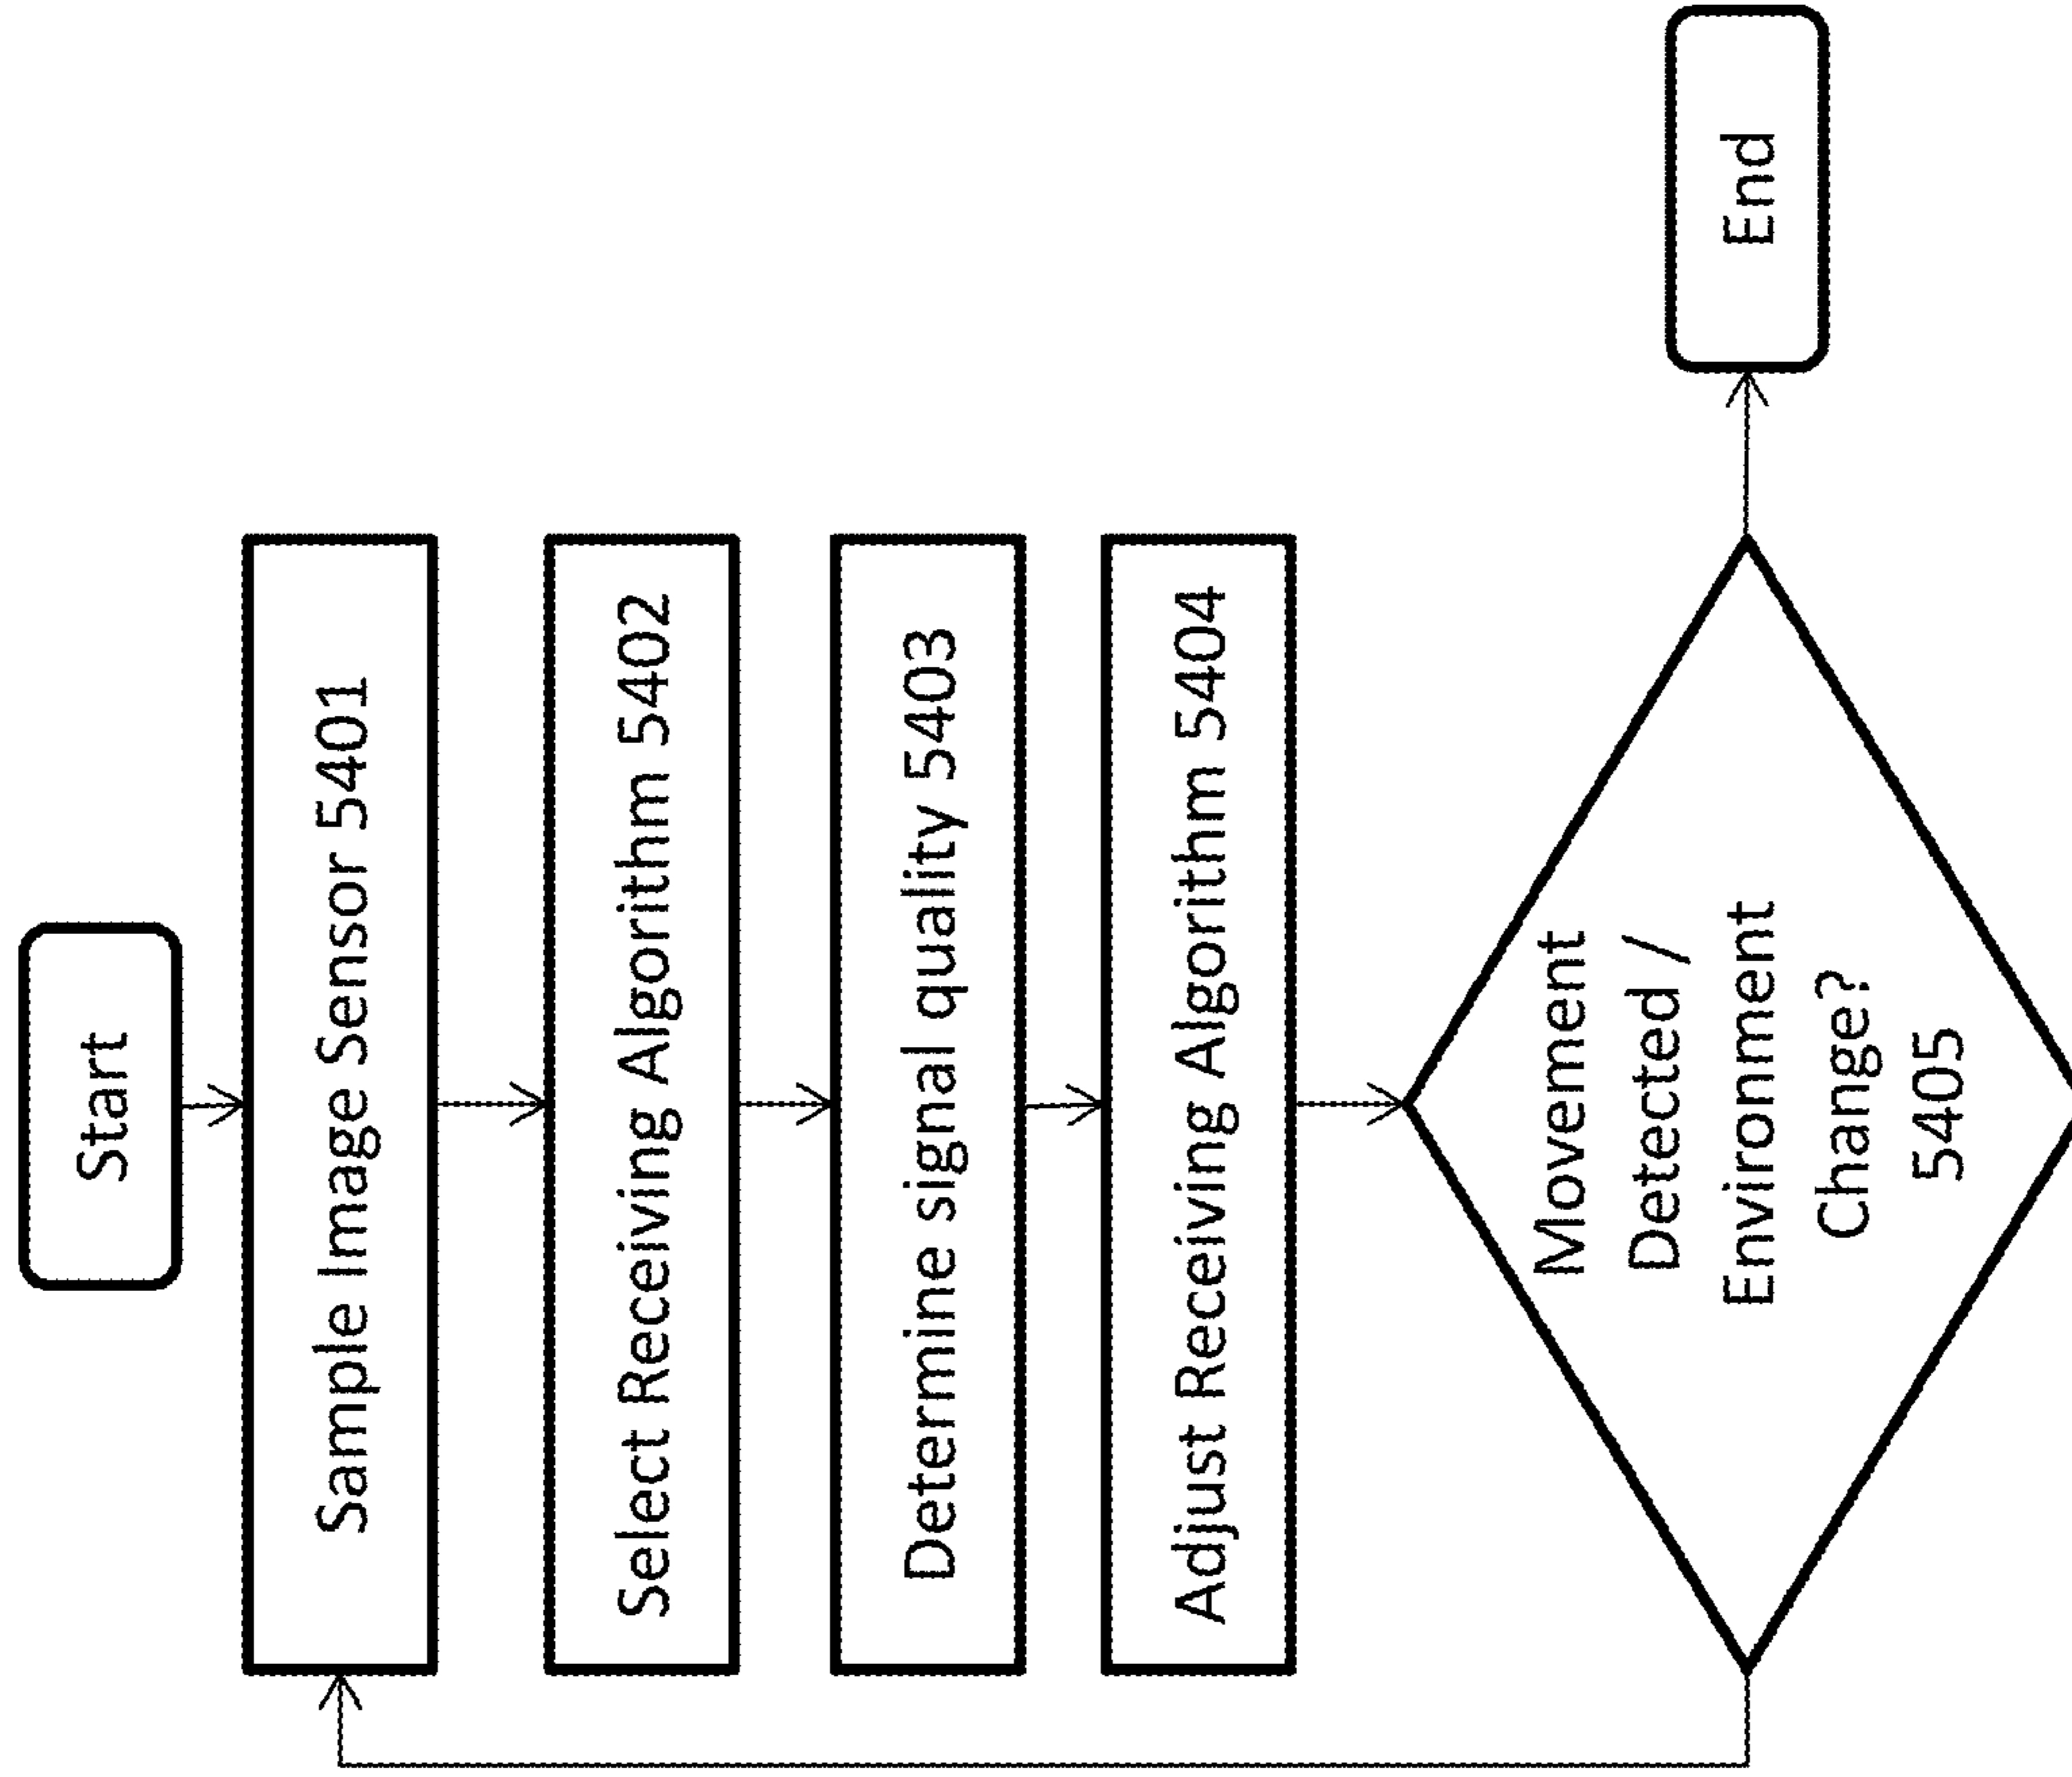 Start
Sample Image Sensor 5401
Select Receiving Algorithm 5402
Determine signal quality 5403
Adjust Receiving Algorithm 5404
Movement
Detected /
Environment
Change?
5405
End